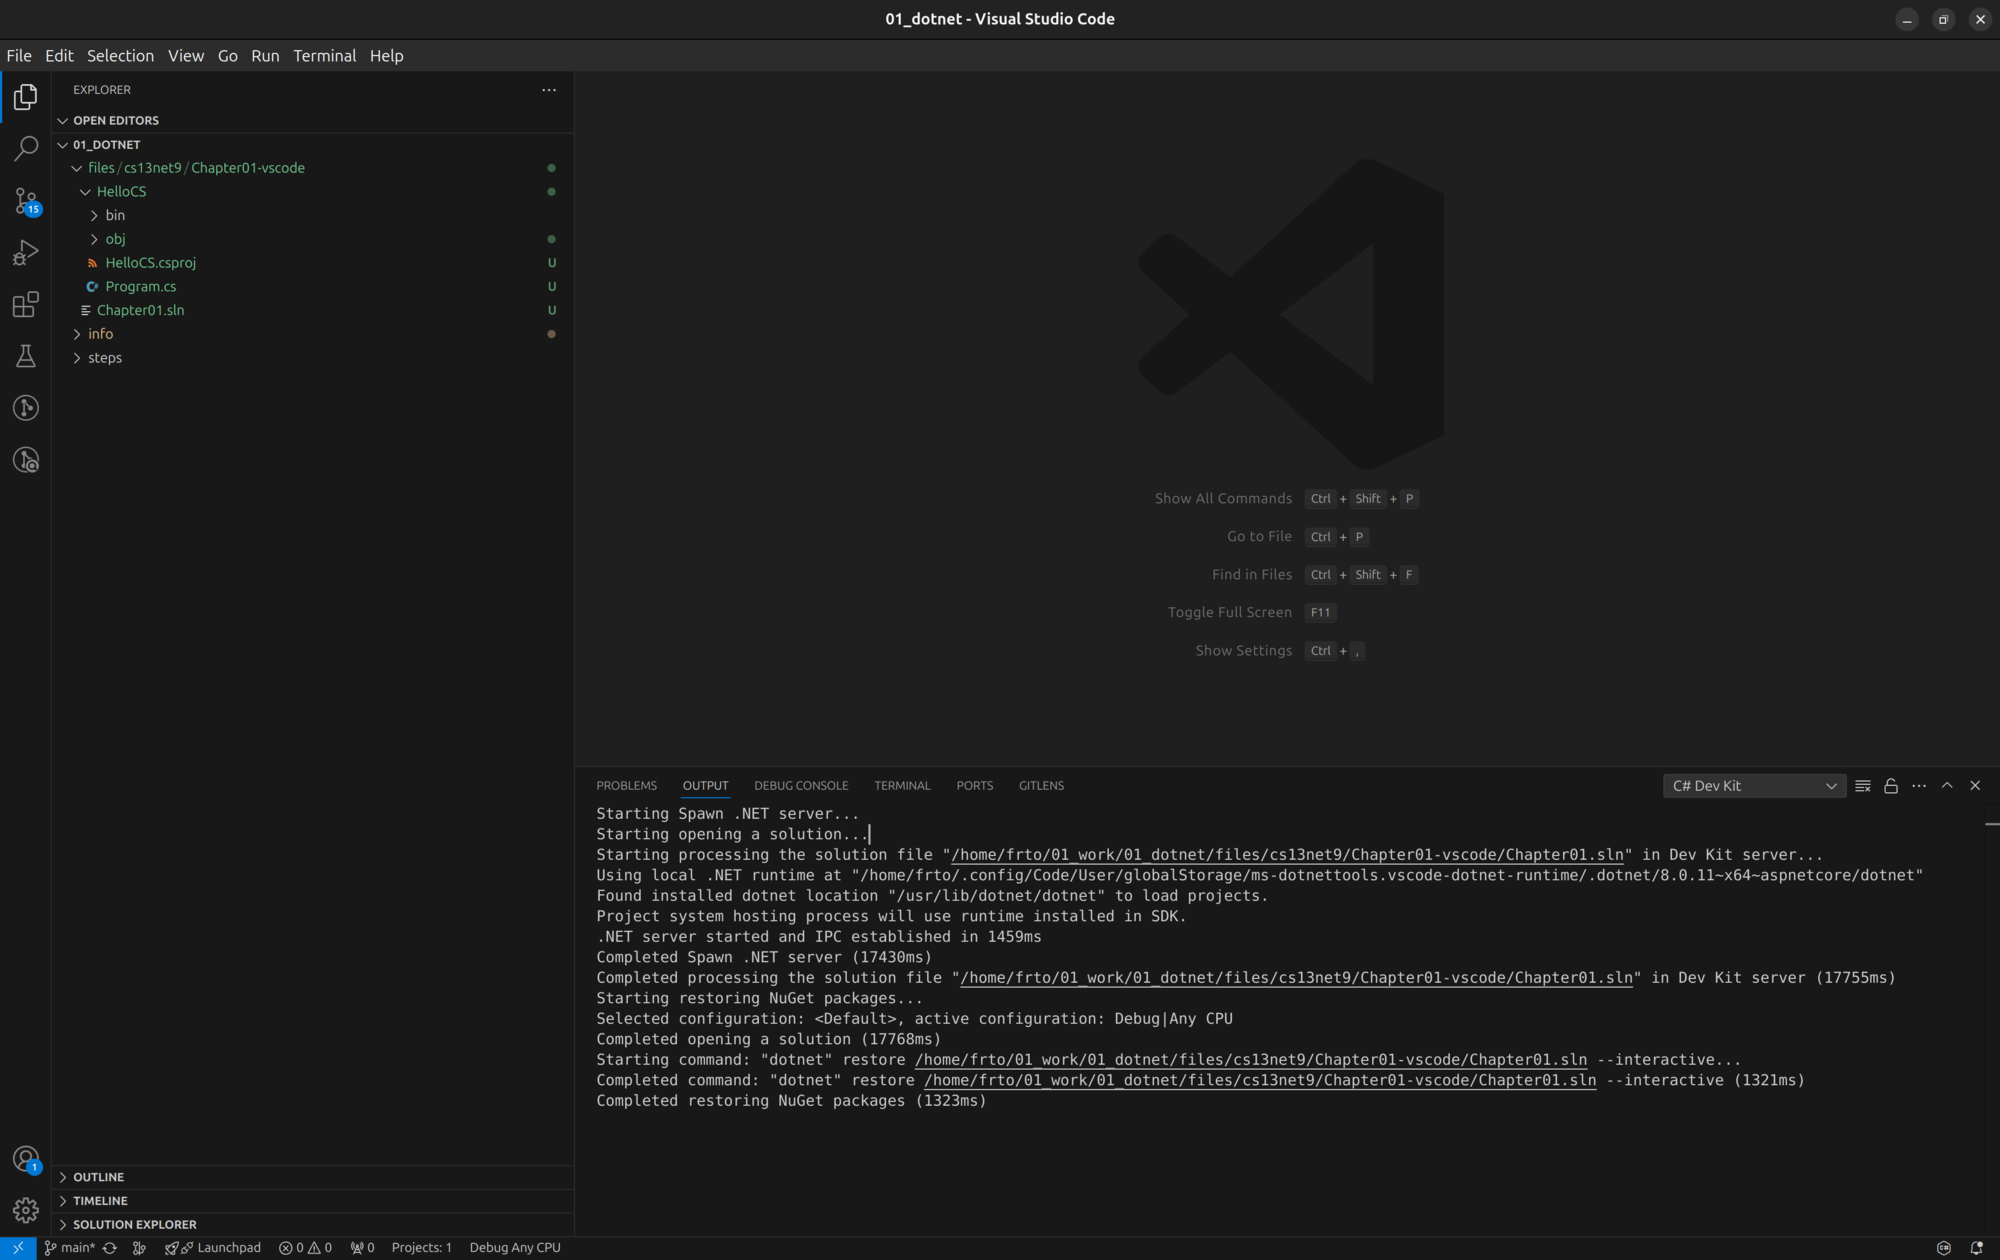 01_dotnet - Visual Studio Code
File Edit Selection View Go Run Terminal Help
EXPLORER
OPEN EDITORS
01_DOTNET
files/cs13net9/Chapter01-vscode
HelloCS
15
bin
obj
HelloCS.csproj U
Program.cs U
Chapter01.sln U
info
steps
Show All Commands Ctrl + Shift + P
Go to File Ctrl + P
Find in Files Ctrl + Shift + F
Toggle Full Screen F11
Show Settings Ctrl + ,
PROBLEMS OUTPUT DEBUG CONSOLE TERMINAL PORTS GITLENS C# Dev Kit
Starting Spawn .NET server...
Starting opening a solution...
Starting processing the solution file "/home/frto/01_work/01_dotnet/files/cs13net9/Chapter01-vscode/Chapter01.sln" in Dev Kit server...
Using local .NET runtime at "/home/frto/.config/Code/User/globalStorage/ms-dotnettools.vscode-dotnet-runtime/.dotnet/8.0.11~x64~aspnetcore/dotnet"
Found installed dotnet location "/usr/lib/dotnet/dotnet" to load projects.
Project system hosting process will use runtime installed in SDK.
.NET server started and IPC established in 1459ms
Completed Spawn .NET server (17430ms)
Completed processing the solution file "/home/frto/01_work/01_dotnet/files/cs13net9/Chapter01-vscode/Chapter01.sln" in Dev Kit server (17755ms)
Starting restoring NuGet packages...
Selected configuration: <Default>, active configuration: Debug|Any CPU
Completed opening a solution (17768ms)
Starting command: "dotnet" restore /home/frto/01_work/01_dotnet/files/cs13net9/Chapter01-vscode/Chapter01.sln --interactive...
Completed command: "dotnet" restore /home/frto/01_work/01_dotnet/files/cs13net9/Chapter01-vscode/Chapter01.sln --interactive (1321ms)
Completed restoring NuGet packages (1323ms)
1
OUTLINE
TIMELINE
SOLUTION EXPLORER
main* Launchpad 0 0 0 Projects: 1 Debug Any CPU